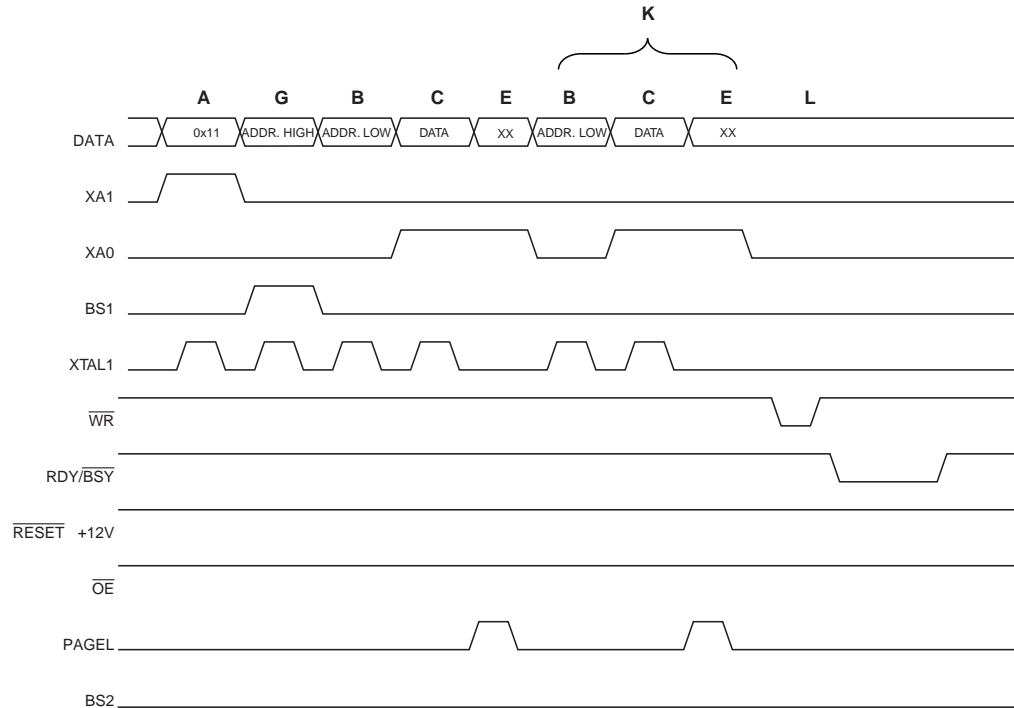 K
A G B C E B C E L
DATA 0x11 ADDR. HIGH ADDR. LOW DATA XX ADDR. LOW DATA XX
XA1
XA0
BS1
XTAL1
WR
RDY/BSY
RESET +12V
OE
PAGEL
BS2